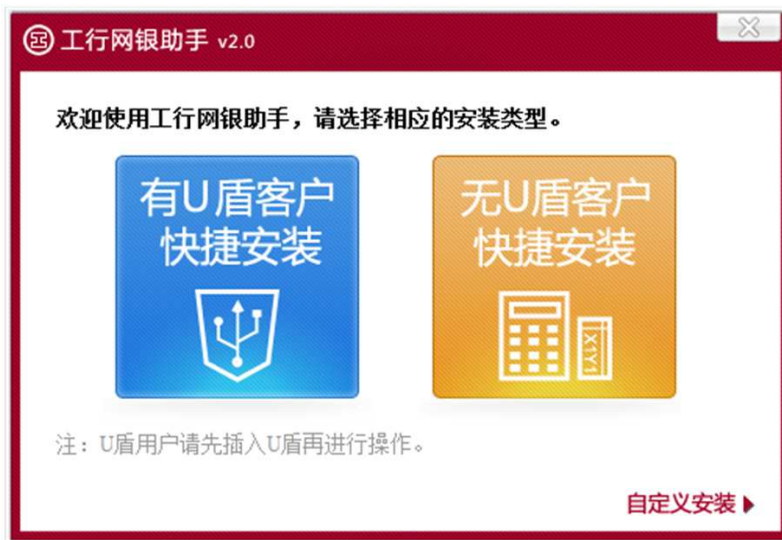 工行网银助手 v2.0
欢迎使用工行网银助手，请选择相应的安装类型。
有U盾客户
快捷安装
无U盾客户
快捷安装
X1Y1
注：U盾用户请先插入U盾再进行操作。
自定义安装